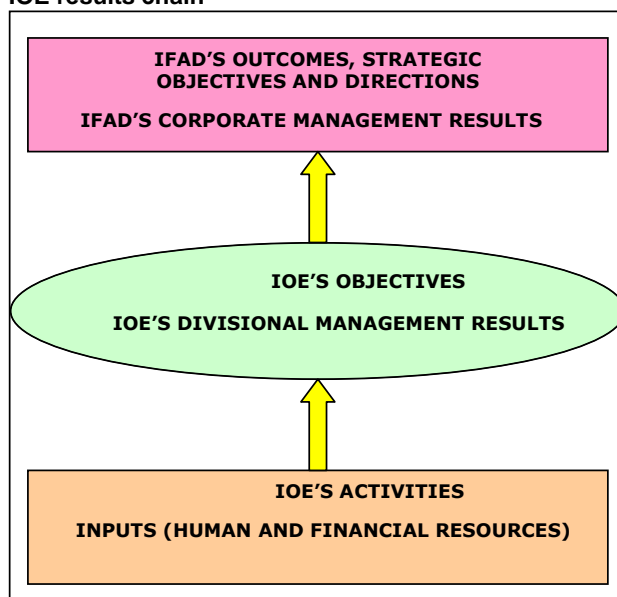 IOE results chain
IFAD'S OUTCOMES, STRATEGIC
OBJECTIVES AND DIRECTIONS
IFAD'S CORPORATE MANAGEMENT RESULTS
IOE'S OBJECTIVES
IOE'S DIVISIONAL MANAGEMENT RESULTS
IOE'S ACTIVITIES
INPUTS (HUMAN AND FINANCIAL RESOURCES)